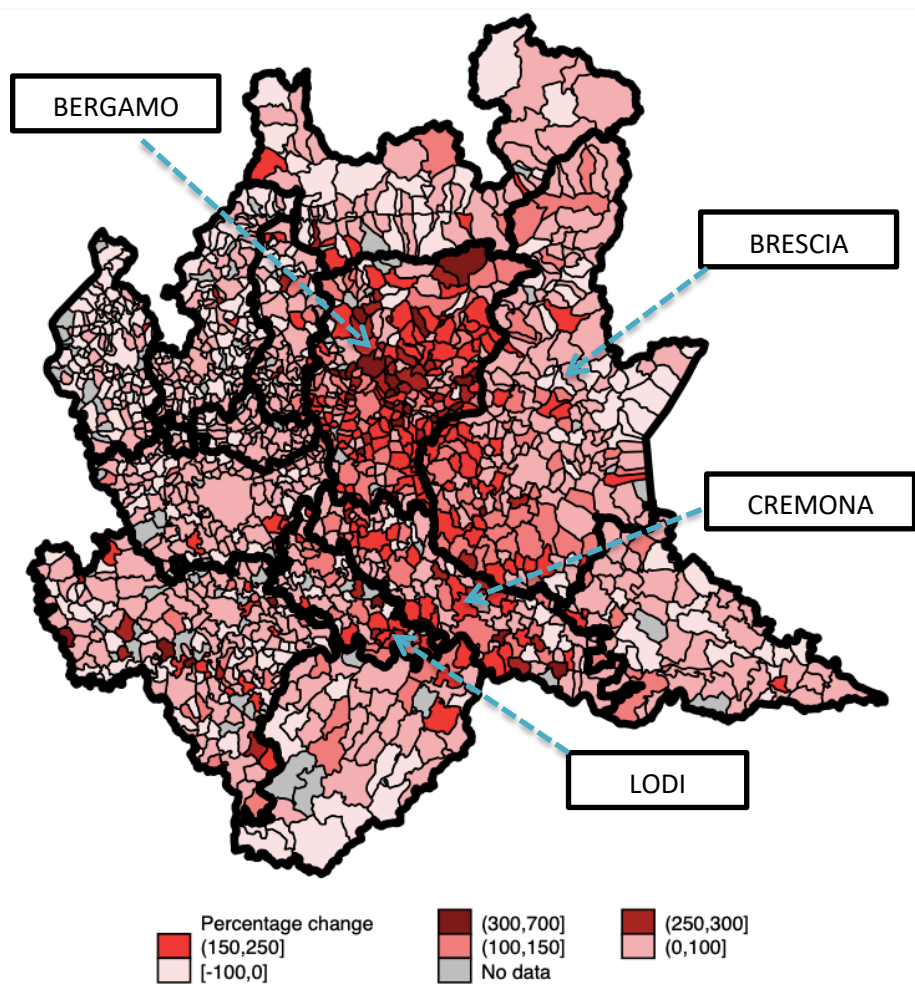 BERGAMO
BRESCIA
CREMONA
LODI
Percentage change
(300,700]
(250,300]
(150,250]
(100,150]
(0,100]
[-100,0]
No data